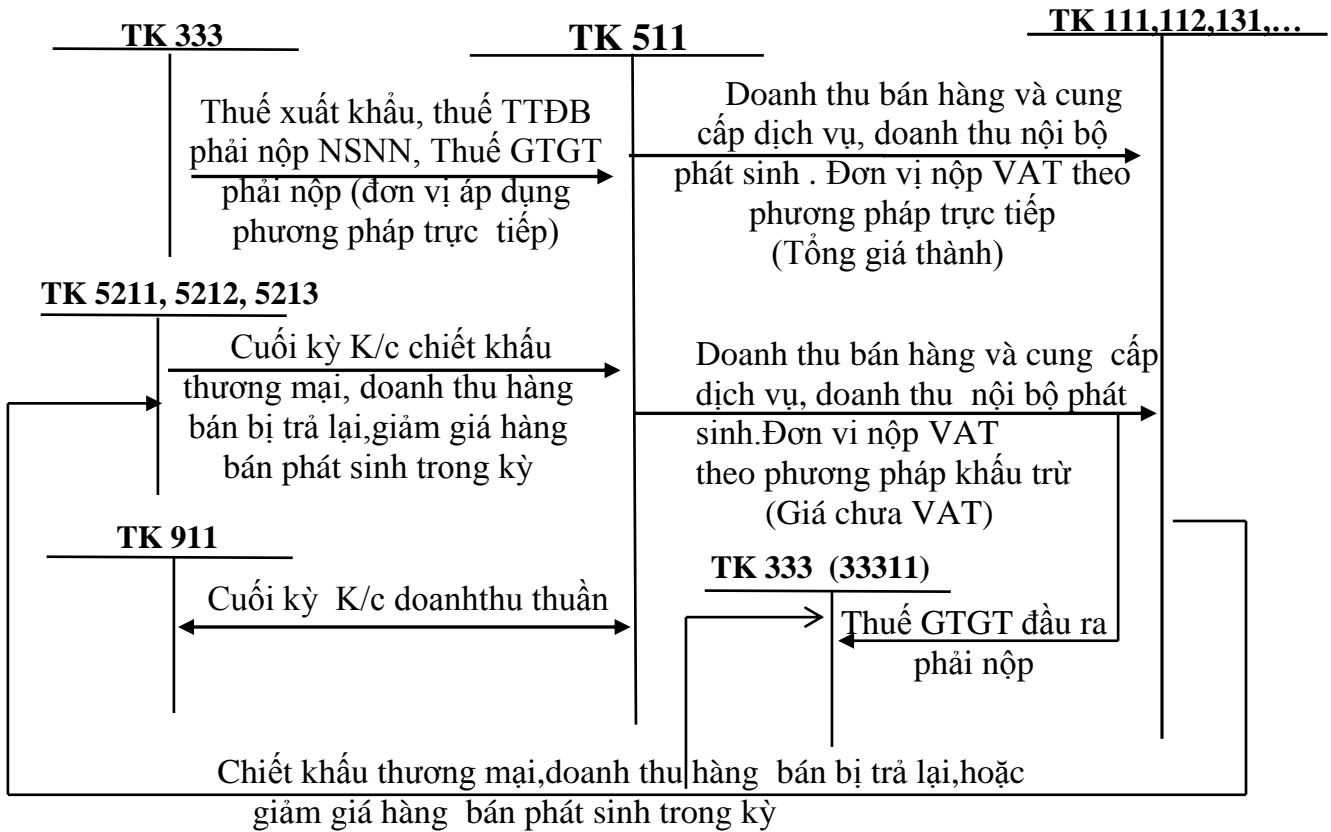 TK 333
TK 511
TK 111,112,131,…
Thuế xuất khẩu, thuế TTĐB
phải nộp NSNN, Thuế GTGT
phải nộp (đơn vị áp dụng
phương pháp trực tiếp)
Doanh thu bán hàng và cung
cấp dịch vụ, doanh thu nội bộ
phát sinh . Đơn vị nộp VAT theo
phương pháp trực tiếp
(Tổng giá thành)
TK 5211, 5212, 5213
Cuối kỳ K/c chiết khấu
thương mại, doanh thu hàng
bán bị trả lại,giảm giá hàng
bán phát sinh trong kỳ
Doanh thu bán hàng và cung cấp
dịch vụ, doanh thu nội bộ phát
sinh.Đơn vi nộp VAT
theo phương pháp khấu trừ
(Giá chưa VAT)
TK 911
Cuối kỳ K/c doanhthu thuần
TK 333 (33311)
Thuế GTGT đầu ra
phải nộp
Chiết khấu thương mại,doanh thu hàng bán bị trả lại,hoặc
giảm giá hàng bán phát sinh trong kỳ